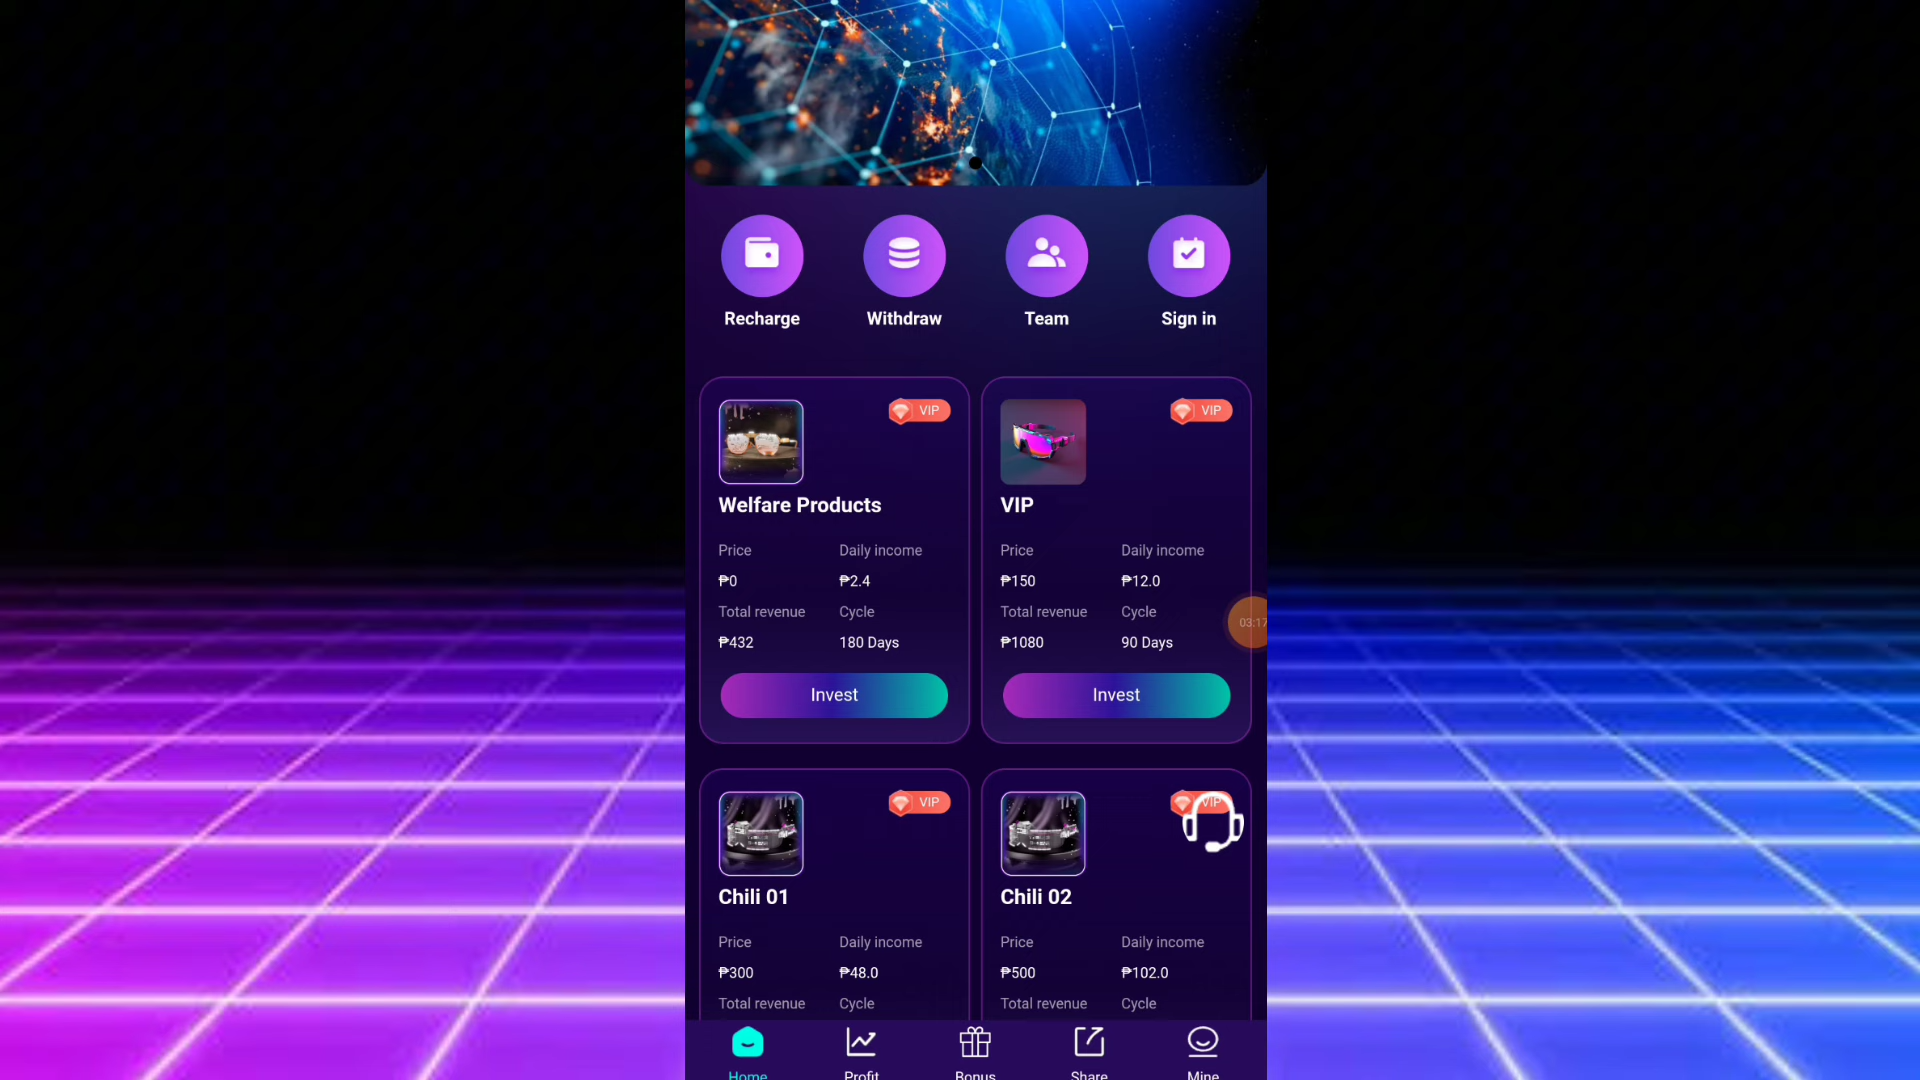 Recharge
Withdraw
Team
Sign in
VIP
Welfare Products
Price
Daily income
₱0
₱2.4
Total revenue
Cycle
₱432
180 Days
Invest
VIP
VIP
Price
Daily income
₱150
₱12.0
Total revenue
Cycle
₱1080
90 Days
Invest
03:17
VIP
Chili 01
Price
Daily income
₱300
₱48.0
Total revenue
Cycle
VIP
Chili 02
Price
Daily income
₱500
₱102.0
Total revenue
Cycle
Home
Profit
Bonus
Share
Mine